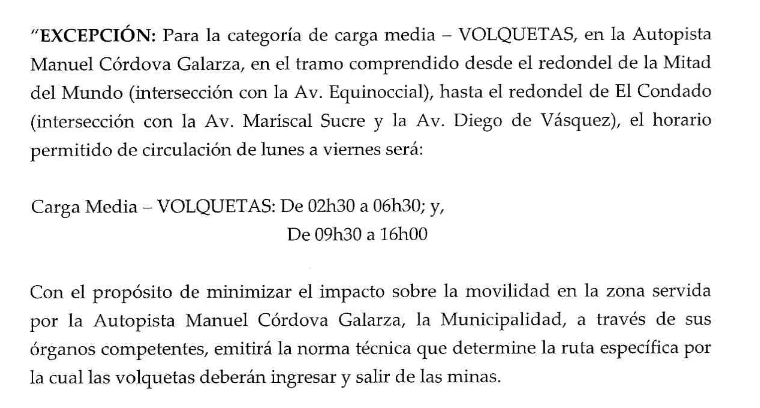 “EXCEPCIÓN: Para la categoría de carga media – VOLQUETAS, en la Autopista
Manuel Córdova Galarza, en el tramo comprendido desde el redondel de la Mitad
del Mundo (intersección con la Av. Equinoccial), hasta el redondel de El Condado
(intersección con la Av. Mariscal Sucre y la Av. Diego de Vásquez), el horario
permitido de circulación de lunes a viernes será:
Carga Media – VOLQUETAS: De 02h30 a 06h30; y,
De 09h30 a 16h00
Con el propósito de minimizar el impacto sobre la movilidad en la zona servida
por la Autopista Manuel Córdova Galarza, la Municipalidad, a través de sus
órganos competentes, emitirá la norma técnica que determine la ruta específica por
la cual las volquetas deberán ingresar y salir de las minas.